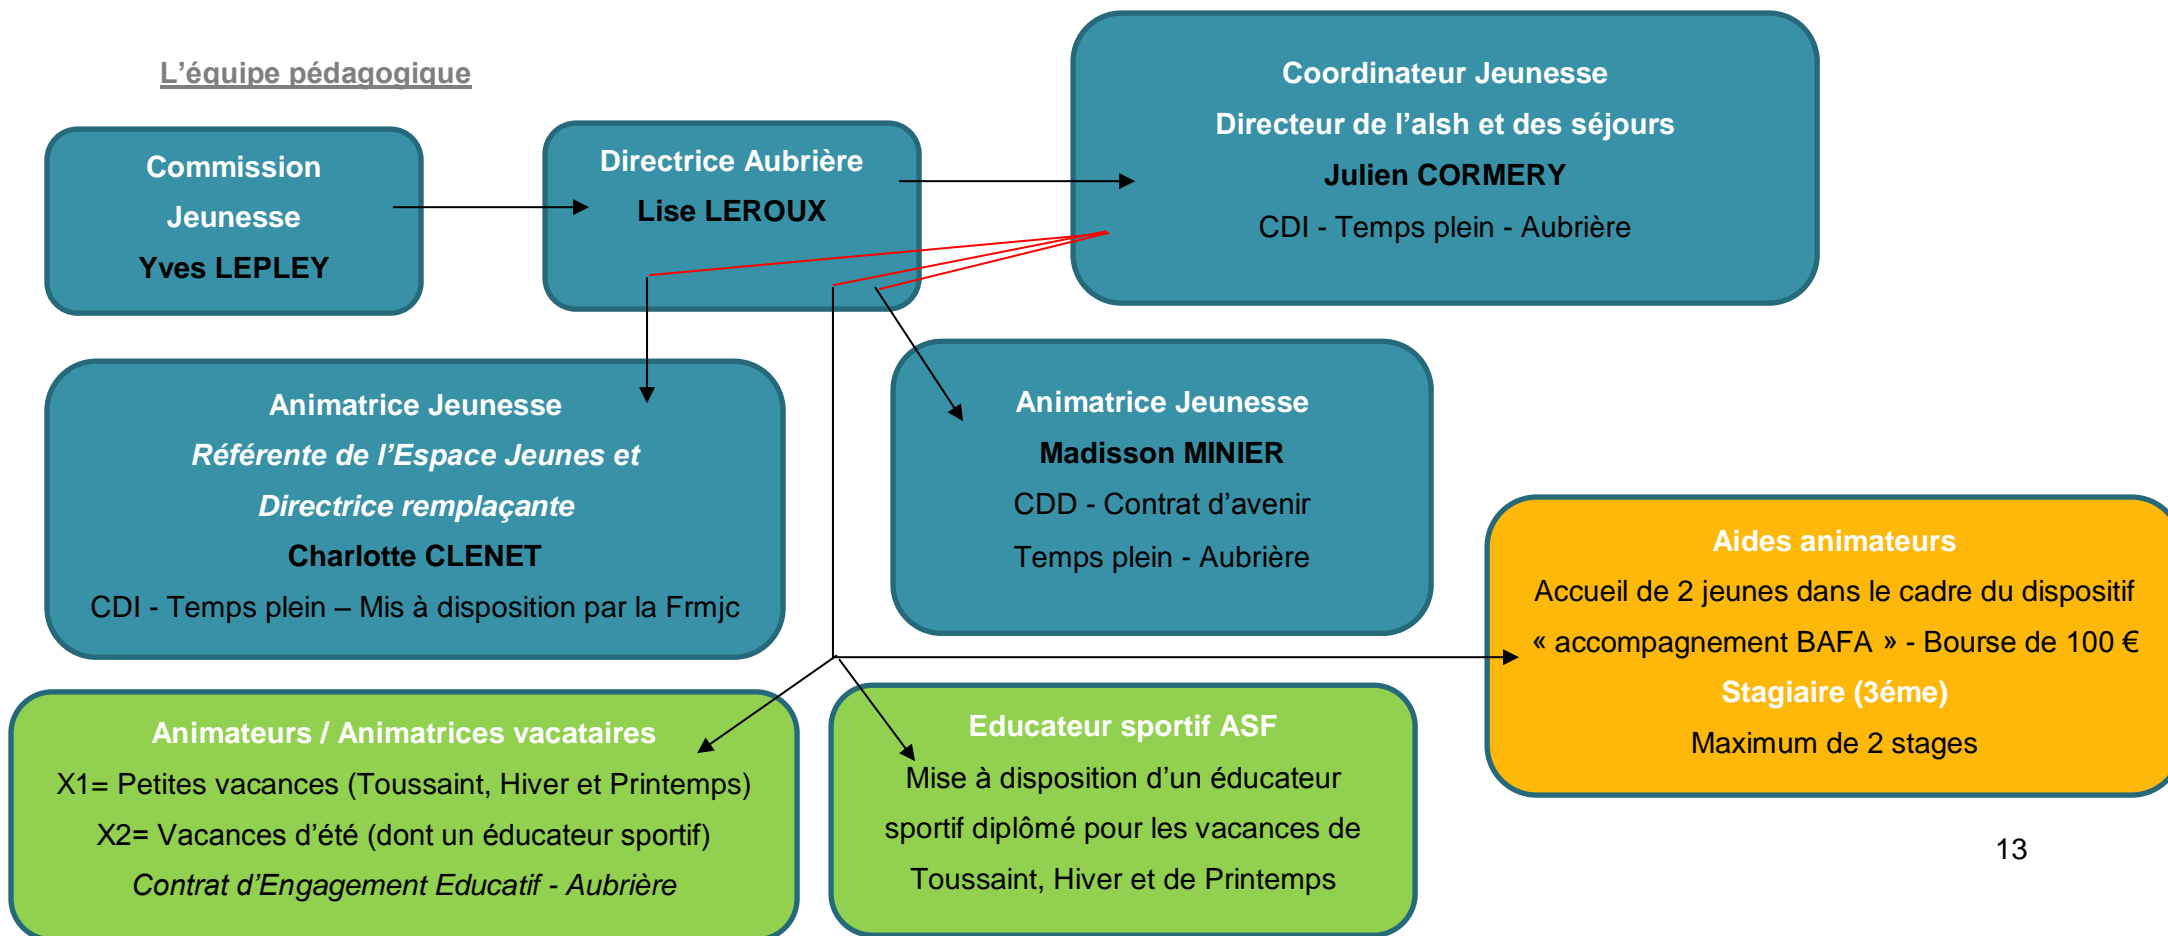 L’équipe pédagogique
Commission
Jeunesse
Yves LEPLEY
Directrice Aubrière
Lise LEROUX
Coordinateur Jeunesse
Directeur de l’alsh et des séjours
Julien CORMERY
CDI - Temps plein - Aubrière
Animatrice Jeunesse
Référente de l’Espace Jeunes et
Directrice remplaçante
Charlotte CLENET
CDI - Temps plein – Mis à disposition par la Frmjc
Animatrice Jeunesse
Madisson MINIER
CDD - Contrat d’avenir
Temps plein - Aubrière
Aides animateurs
Accueil de 2 jeunes dans le cadre du dispositif
« accompagnement BAFA » - Bourse de 100 €
Stagiaire (3éme)
Maximum de 2 stages
Animateurs / Animatrices vacataires
X1= Petites vacances (Toussaint, Hiver et Printemps)
X2= Vacances d’été (dont un éducateur sportif)
Contrat d’Engagement Educatif - Aubrière
Educateur sportif ASF
Mise à disposition d’un éducateur
sportif diplômé pour les vacances de
Toussaint, Hiver et de Printemps
13